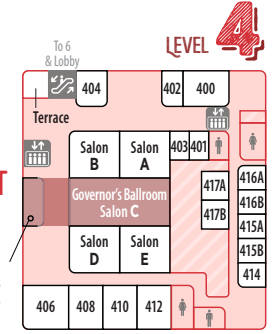 LEVEL 4
To 6
& Lobby
404
402
400
Terrace
Salon
B
Salon
A
403
401
Governor's Ballroom
Salon C
417A
417B
416A
416B
415A
415B
414
Salon
D
Salon
E
406
408
410
412
T